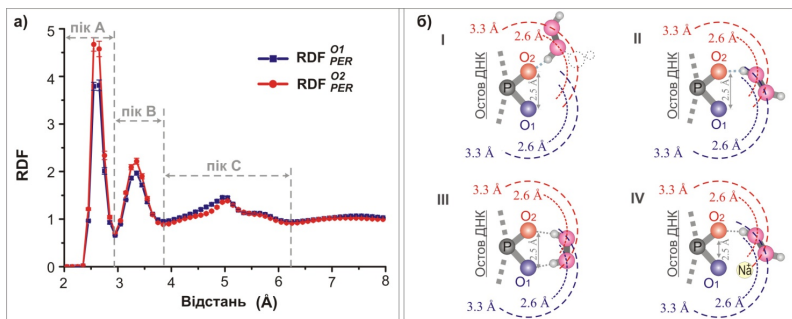 а)
пік А
пік В
пік С
RDF O1 PER
RDF O2 PER
RDF
5
4
3
2
1
0
2 3 4 5 6 7 8
Відстань (Å)
б)
I
3.3 Å
2.6 Å
O2
P
2.5 Å
O1
Остов ДНК
2.6 Å
3.3 Å
II
3.3 Å
2.6 Å
O2
P
2.5 Å
O1
Остов ДНК
2.6 Å
3.3 Å
III
3.3 Å
2.6 Å
O2
P
2.5 Å
O1
Остов ДНК
2.6 Å
3.3 Å
IV
3.3 Å
2.6 Å
O2
P
2.5 Å
Na
O1
Остов ДНК
2.6 Å
3.3 Å